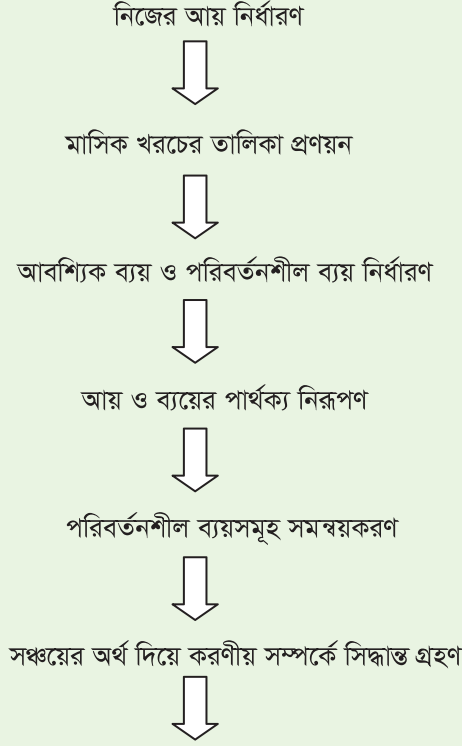 নিজের আয় নির্ধারণ
মাসিক খরচের তালিকা প্রণয়ন
আবশ্যিক ব্যয় ও পরিবর্তনশীল ব্যয় নির্ধারণ
আয় ও ব্যয়ের পার্থক্য নিরূপণ
পরিবর্তনশীল ব্যয়সমূহ সমন্বয়করণ
সঞ্চয়ের অর্থ দিয়ে করণীয় সম্পর্কে সিদ্ধান্ত গ্রহণ